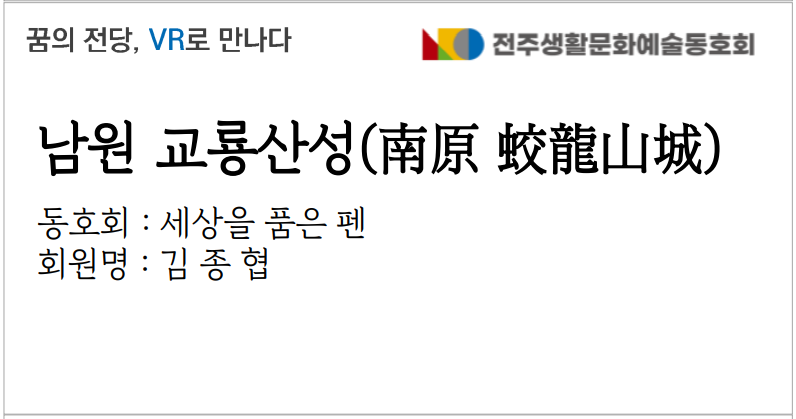 꿈의 전당, VR로 만나다
전주생활문화예술동호회
남원 교룡산성(南原 蛟龍山城)
동호회 : 세상을 품은 펜
회원명 : 김 종 협